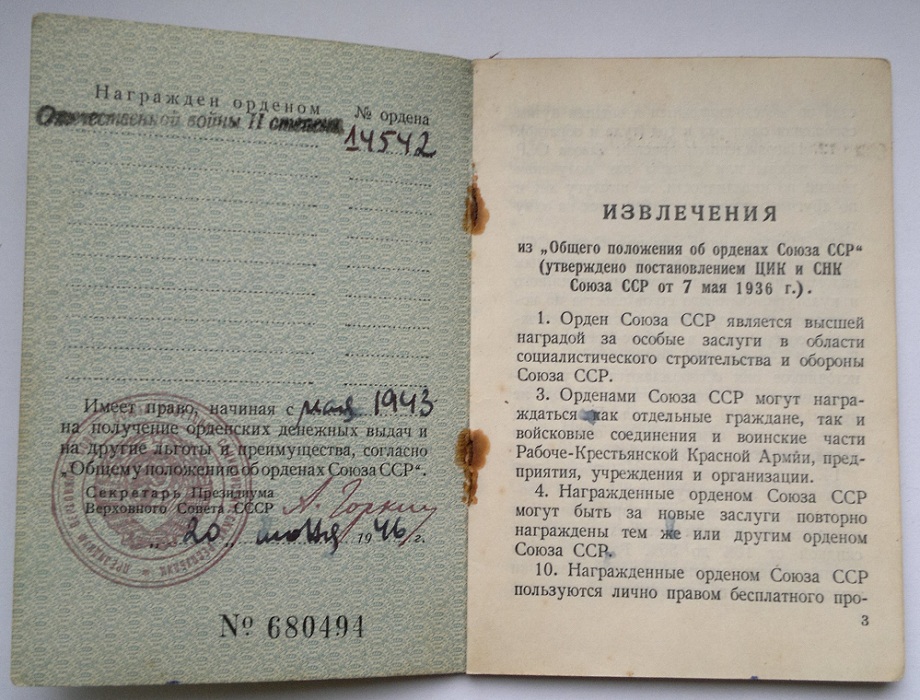 Награжден орденом
Отечественной войны II степени
№ ордена
14542
Имеет право, начиная с мая 1943
на получение орденских денежных выдач и
на другие льготы и преимущества, согласно
„Общему положению об орденах Союза ССР“.
Секретарь Президиума
Верховного Совета СССР А. Горкин
„20„ июня 1946 г.
№ 680494
ИЗВЛЕЧЕНИЯ
из „Общего положения об орденах Союза ССР“
(утверждено постановлением ЦИК и СНК
Союза ССР от 7 мая 1936 г.).
1. Орден Союза ССР является высшей
наградой за особые заслуги в области
социалистического строительства и обороны
Союза ССР.
3. Орденами Союза ССР могут награ-
ждаться как отдельные граждане, так и
войсковые соединения и воинские части
Рабоче-Крестьянской Красной Армии, пред-
приятия, учреждения и организации.
4. Награжденные орденом Союза ССР
могут быть за новые заслуги повторно
награждены тем же или другим орденом
Союза ССР.
10. Награжденные орденом Союза ССР
пользуются лично правом бесплатного про-
3